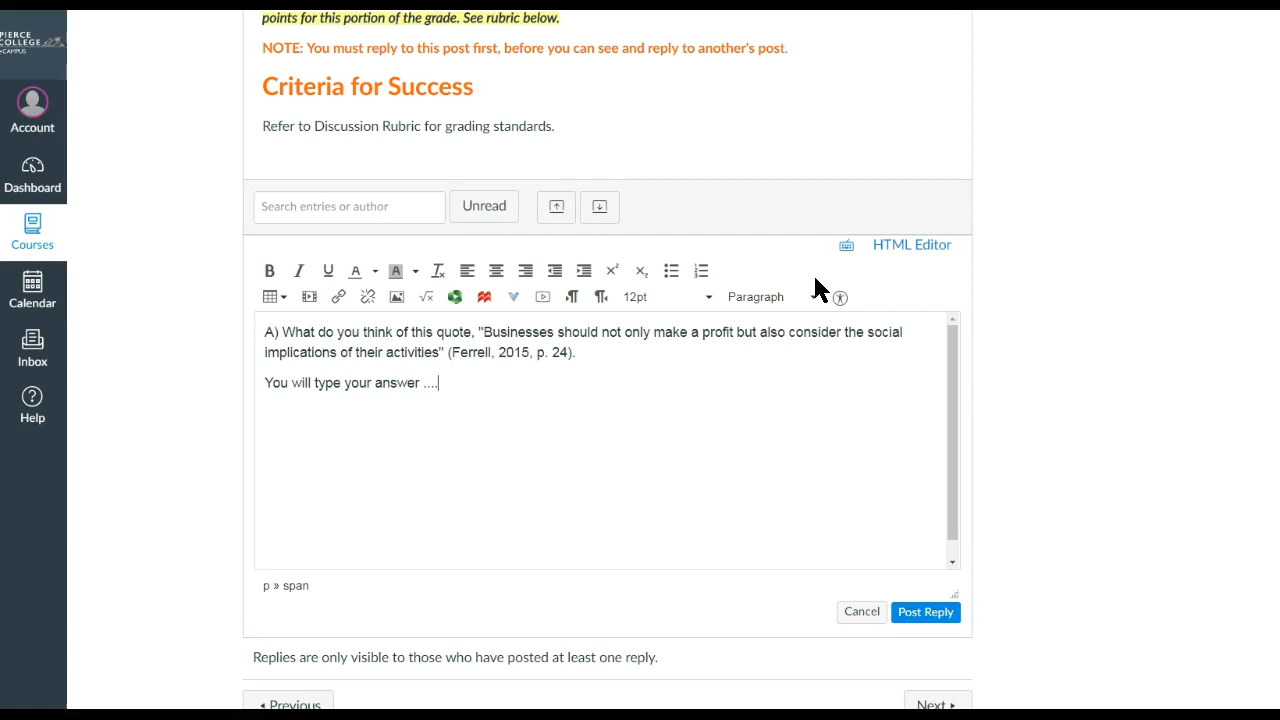 points for this portion of the grade. See rubric below.
NOTE: You must reply to this post first, before you can see and reply to another's post.
PIERCE
COLLEGE
Criteria for Success
Account
Refer to Discussion Rubric for grading standards.
Dashboard
Search entries or author Unread
Courses
HTML Editor
Calendar
12pt Paragraph
A) What do you think of this quote, "Businesses should not only make a profit but also consider the social
implications of their activities" (Ferrell, 2015, p. 24).
Inbox
You will type your answer ....
Help
p » span
Cancel Post Reply
Replies are only visible to those who have posted at least one reply.
Previous Next